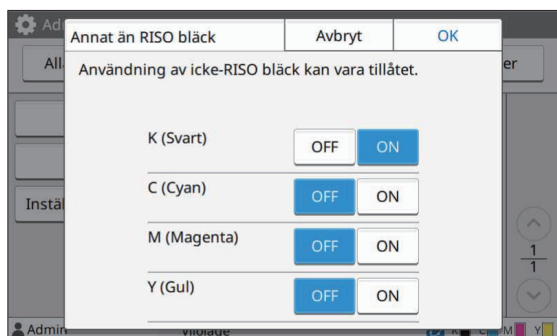 Ad
Annat än RISO bläck
Avbryt
OK
All
er
Användning av icke-RISO bläck kan vara tillåtet.
K (Svart)
OFF
ON
C (Cyan)
OFF
ON
Instäl
M (Magenta)
OFF
ON
1
1
Y (Gul)
OFF
ON
Admin
M
Y